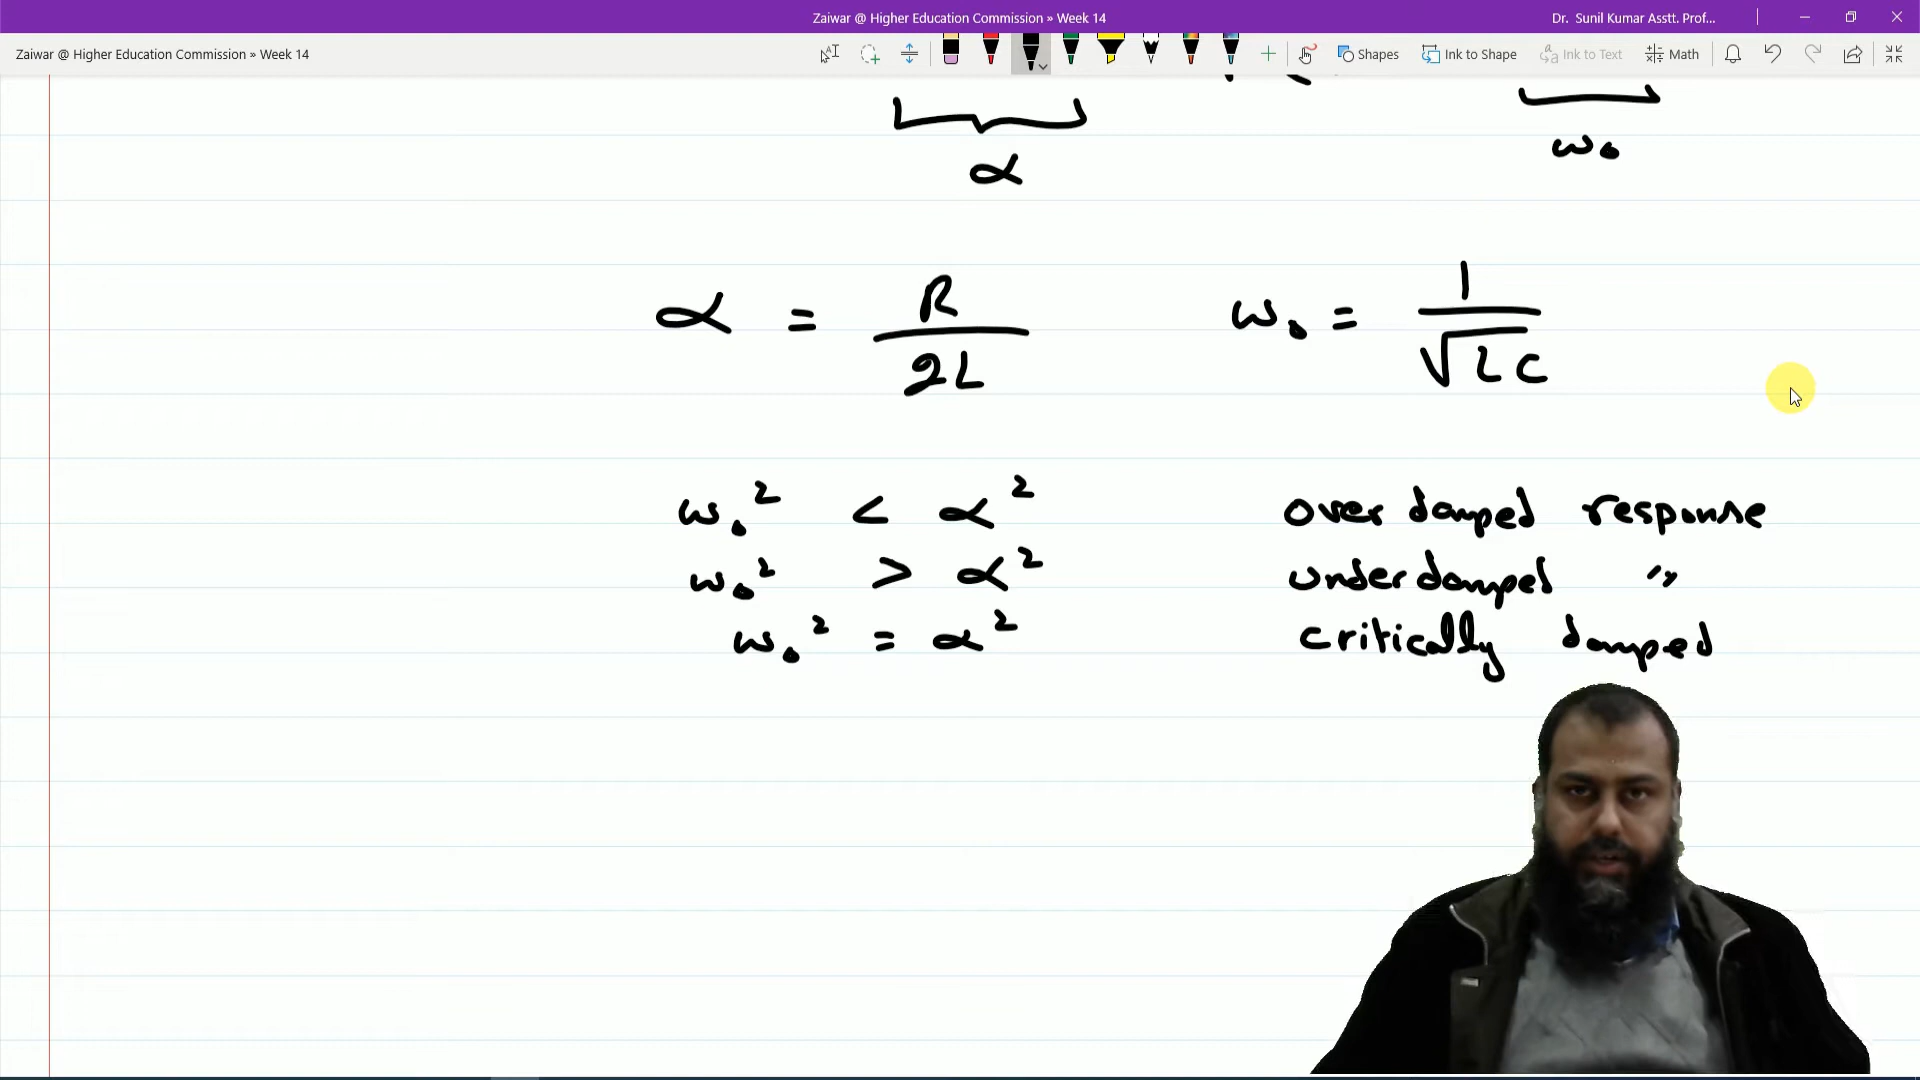 Zaiwar @ Higher Education Commission » Week 14
Dr. Sunil Kumar Asstt. Prof...
Zaiwar @ Higher Education Commission » Week 14
Shapes
Ink to Shape
Ink to Text
Math
α
ω₀
α = R / 2L
ω₀ = 1 / √LC
ω₀² < α² over damped response
ω₀² > α² underdamped "
ω₀² = α² critically damped